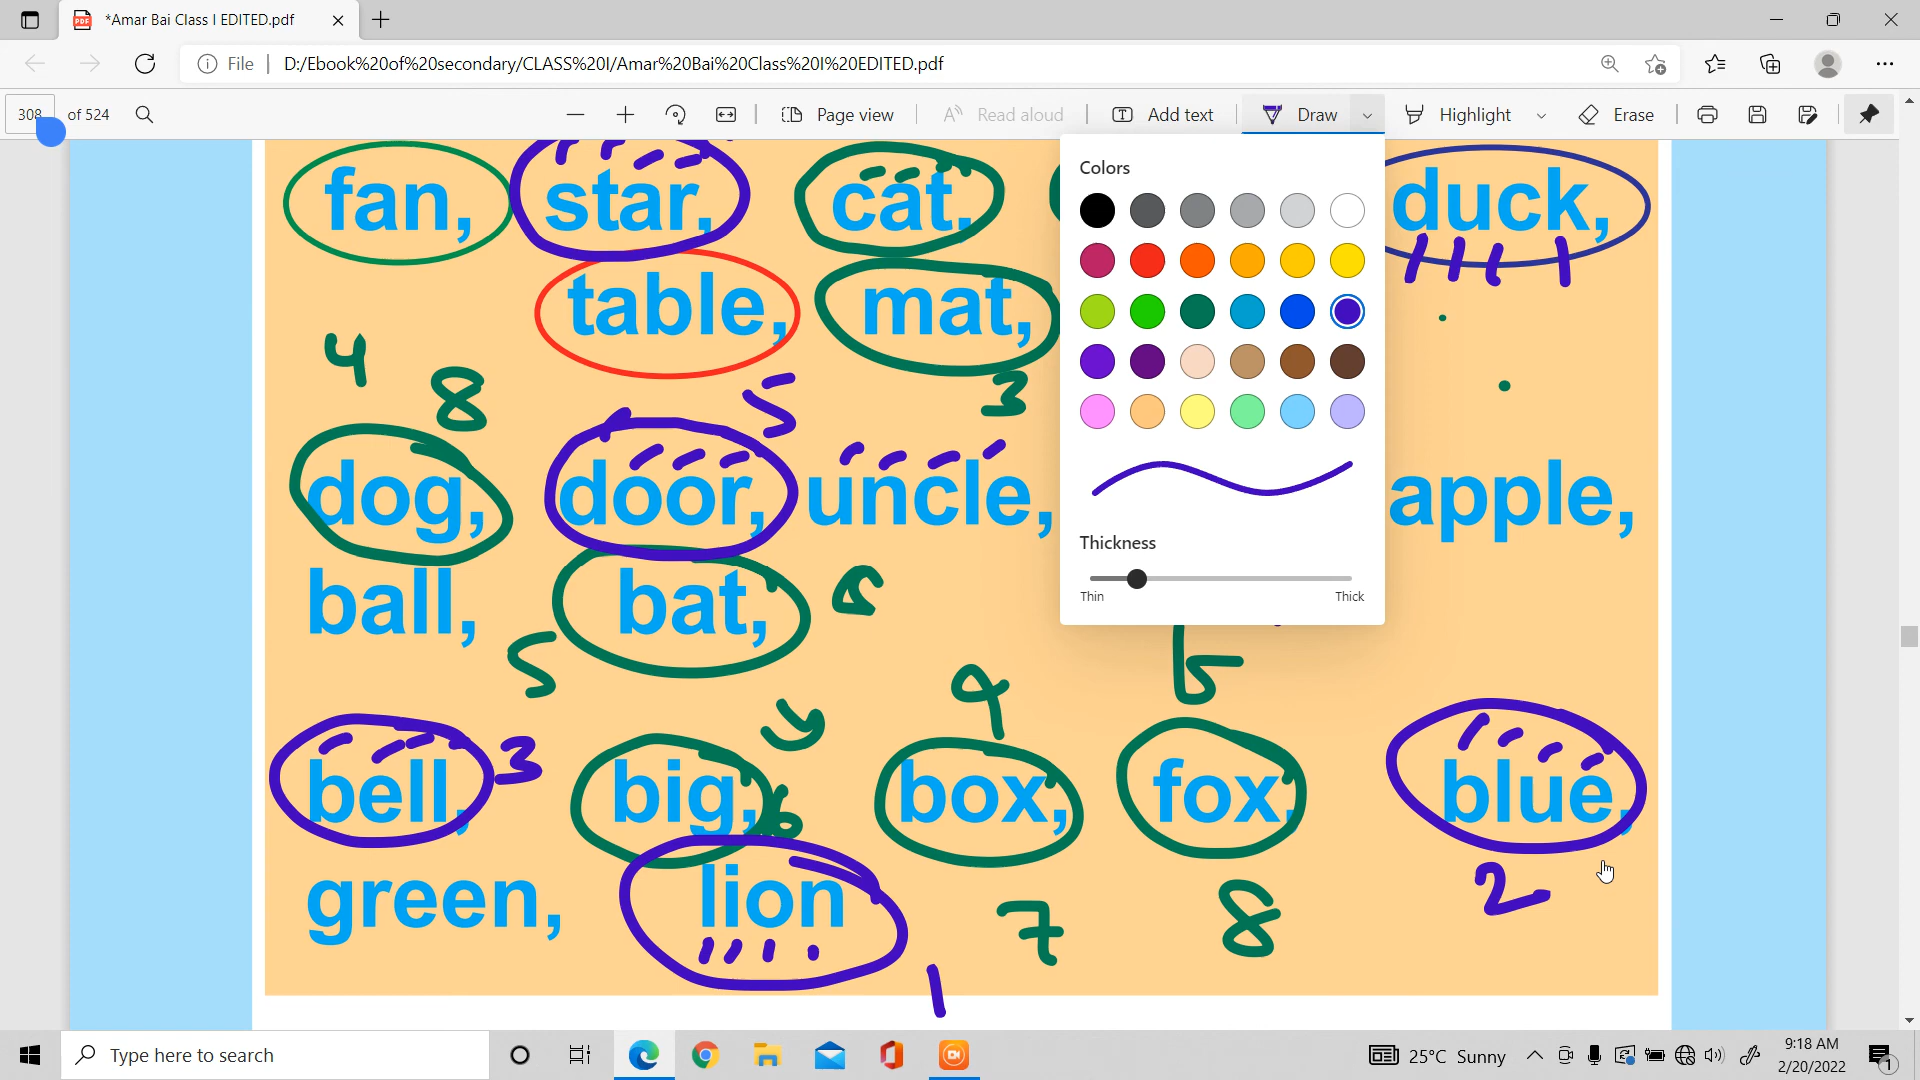 *Amar Bai Class I EDITED.pdf
File D:/Ebook%20of%20secondary/CLASS%20I/Amar%20Bai%20Class%20I%20EDITED.pdf
308 of 524 Page view Read aloud Add text Draw Highlight Erase
Colors
fan, star, cat, duck,
table, mat,
4 8 5 3
dog, door, uncle, apple,
Thickness
Thin Thick
ball, bat,
5 9
bell, 3 big, 6 box, fox, blue,
green, lion 7 8 2
1
Type here to search 25°C Sunny 9:18 AM
2/20/2022 1